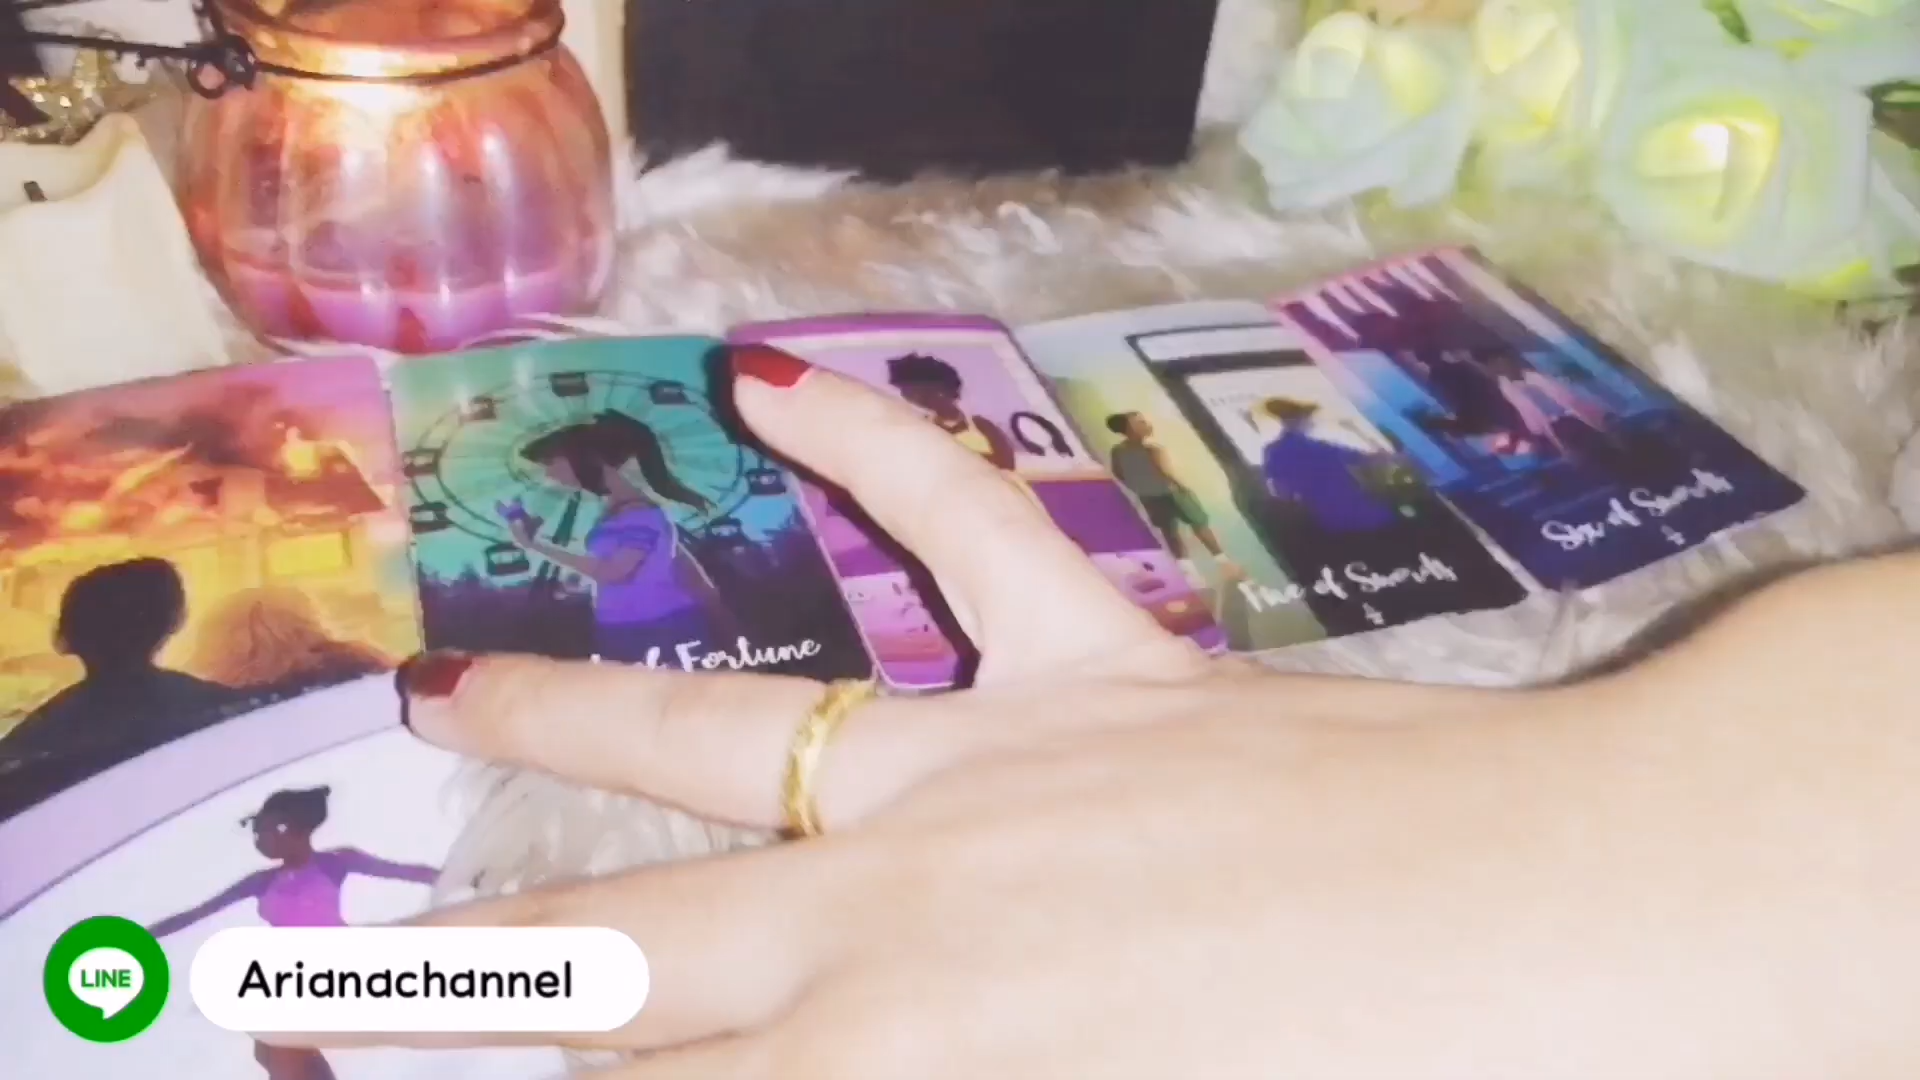 Fortune
Five of Swords
Six of Swords
LINE
Arianachannel